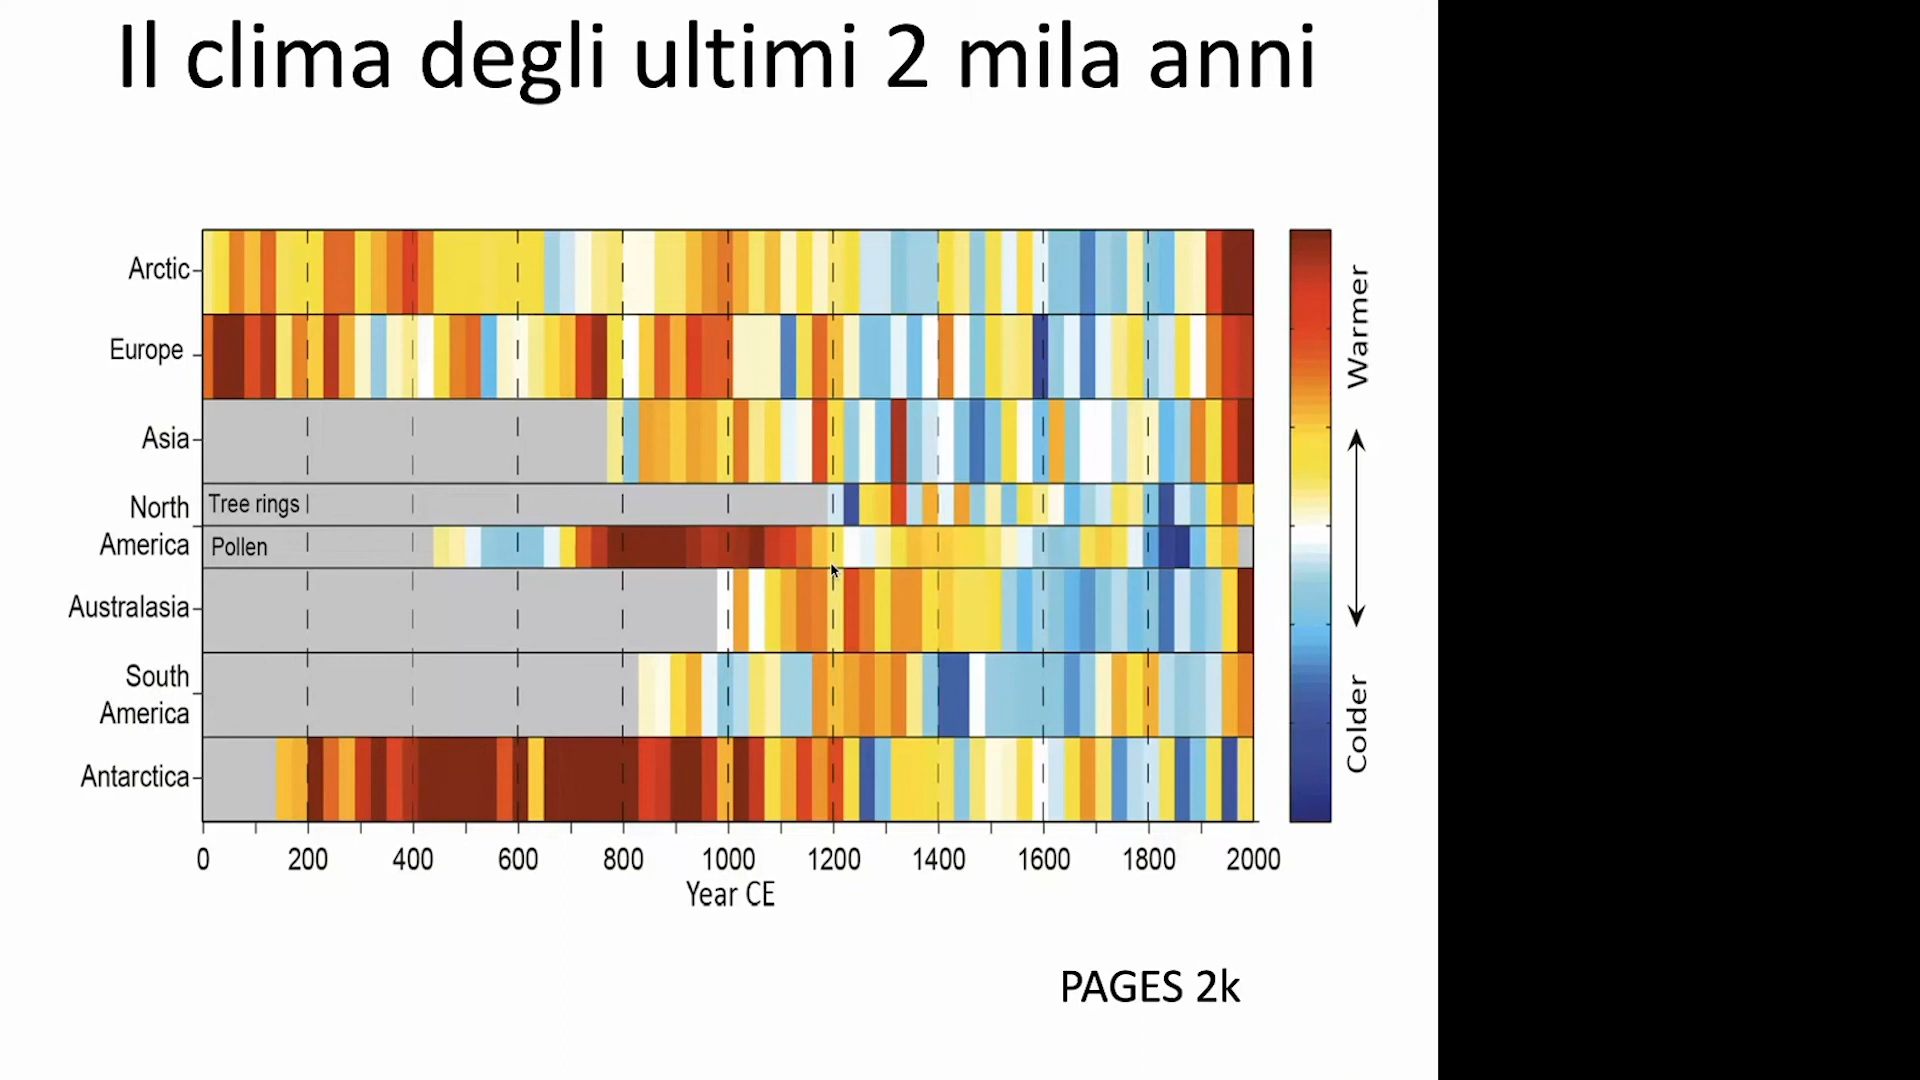 Il clima degli ultimi 2 mila anni
Arctic
Europe
Asia
North
America
Tree rings
Pollen
Australasia
South
America
Antarctica
0 200 400 600 800 1000 1200 1400 1600 1800 2000
Year CE
Warmer
Colder
PAGES 2k